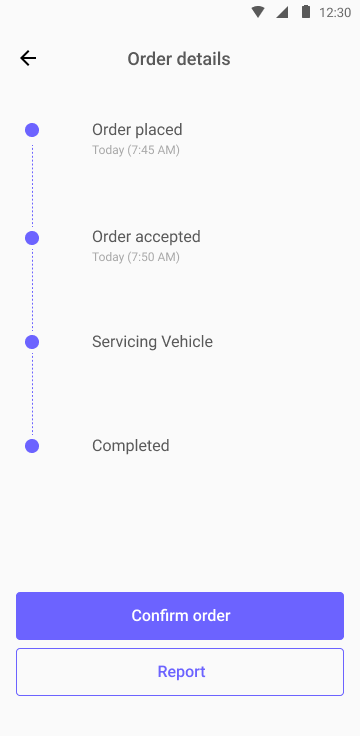 12:30
Order details
Order placed
Today (7:45 AM)
Order accepted
Today (7:50 AM)
Servicing Vehicle
Completed
Confirm order
Report